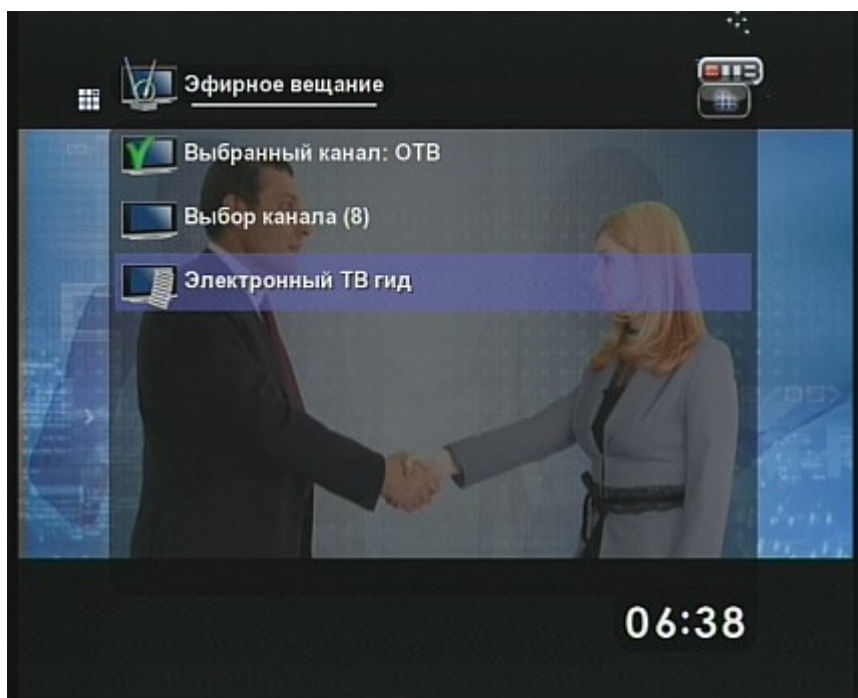 Эфирное вещание
Выбранный канал: ОТВ
Выбор канала (8)
Электронный ТВ гид
06:38